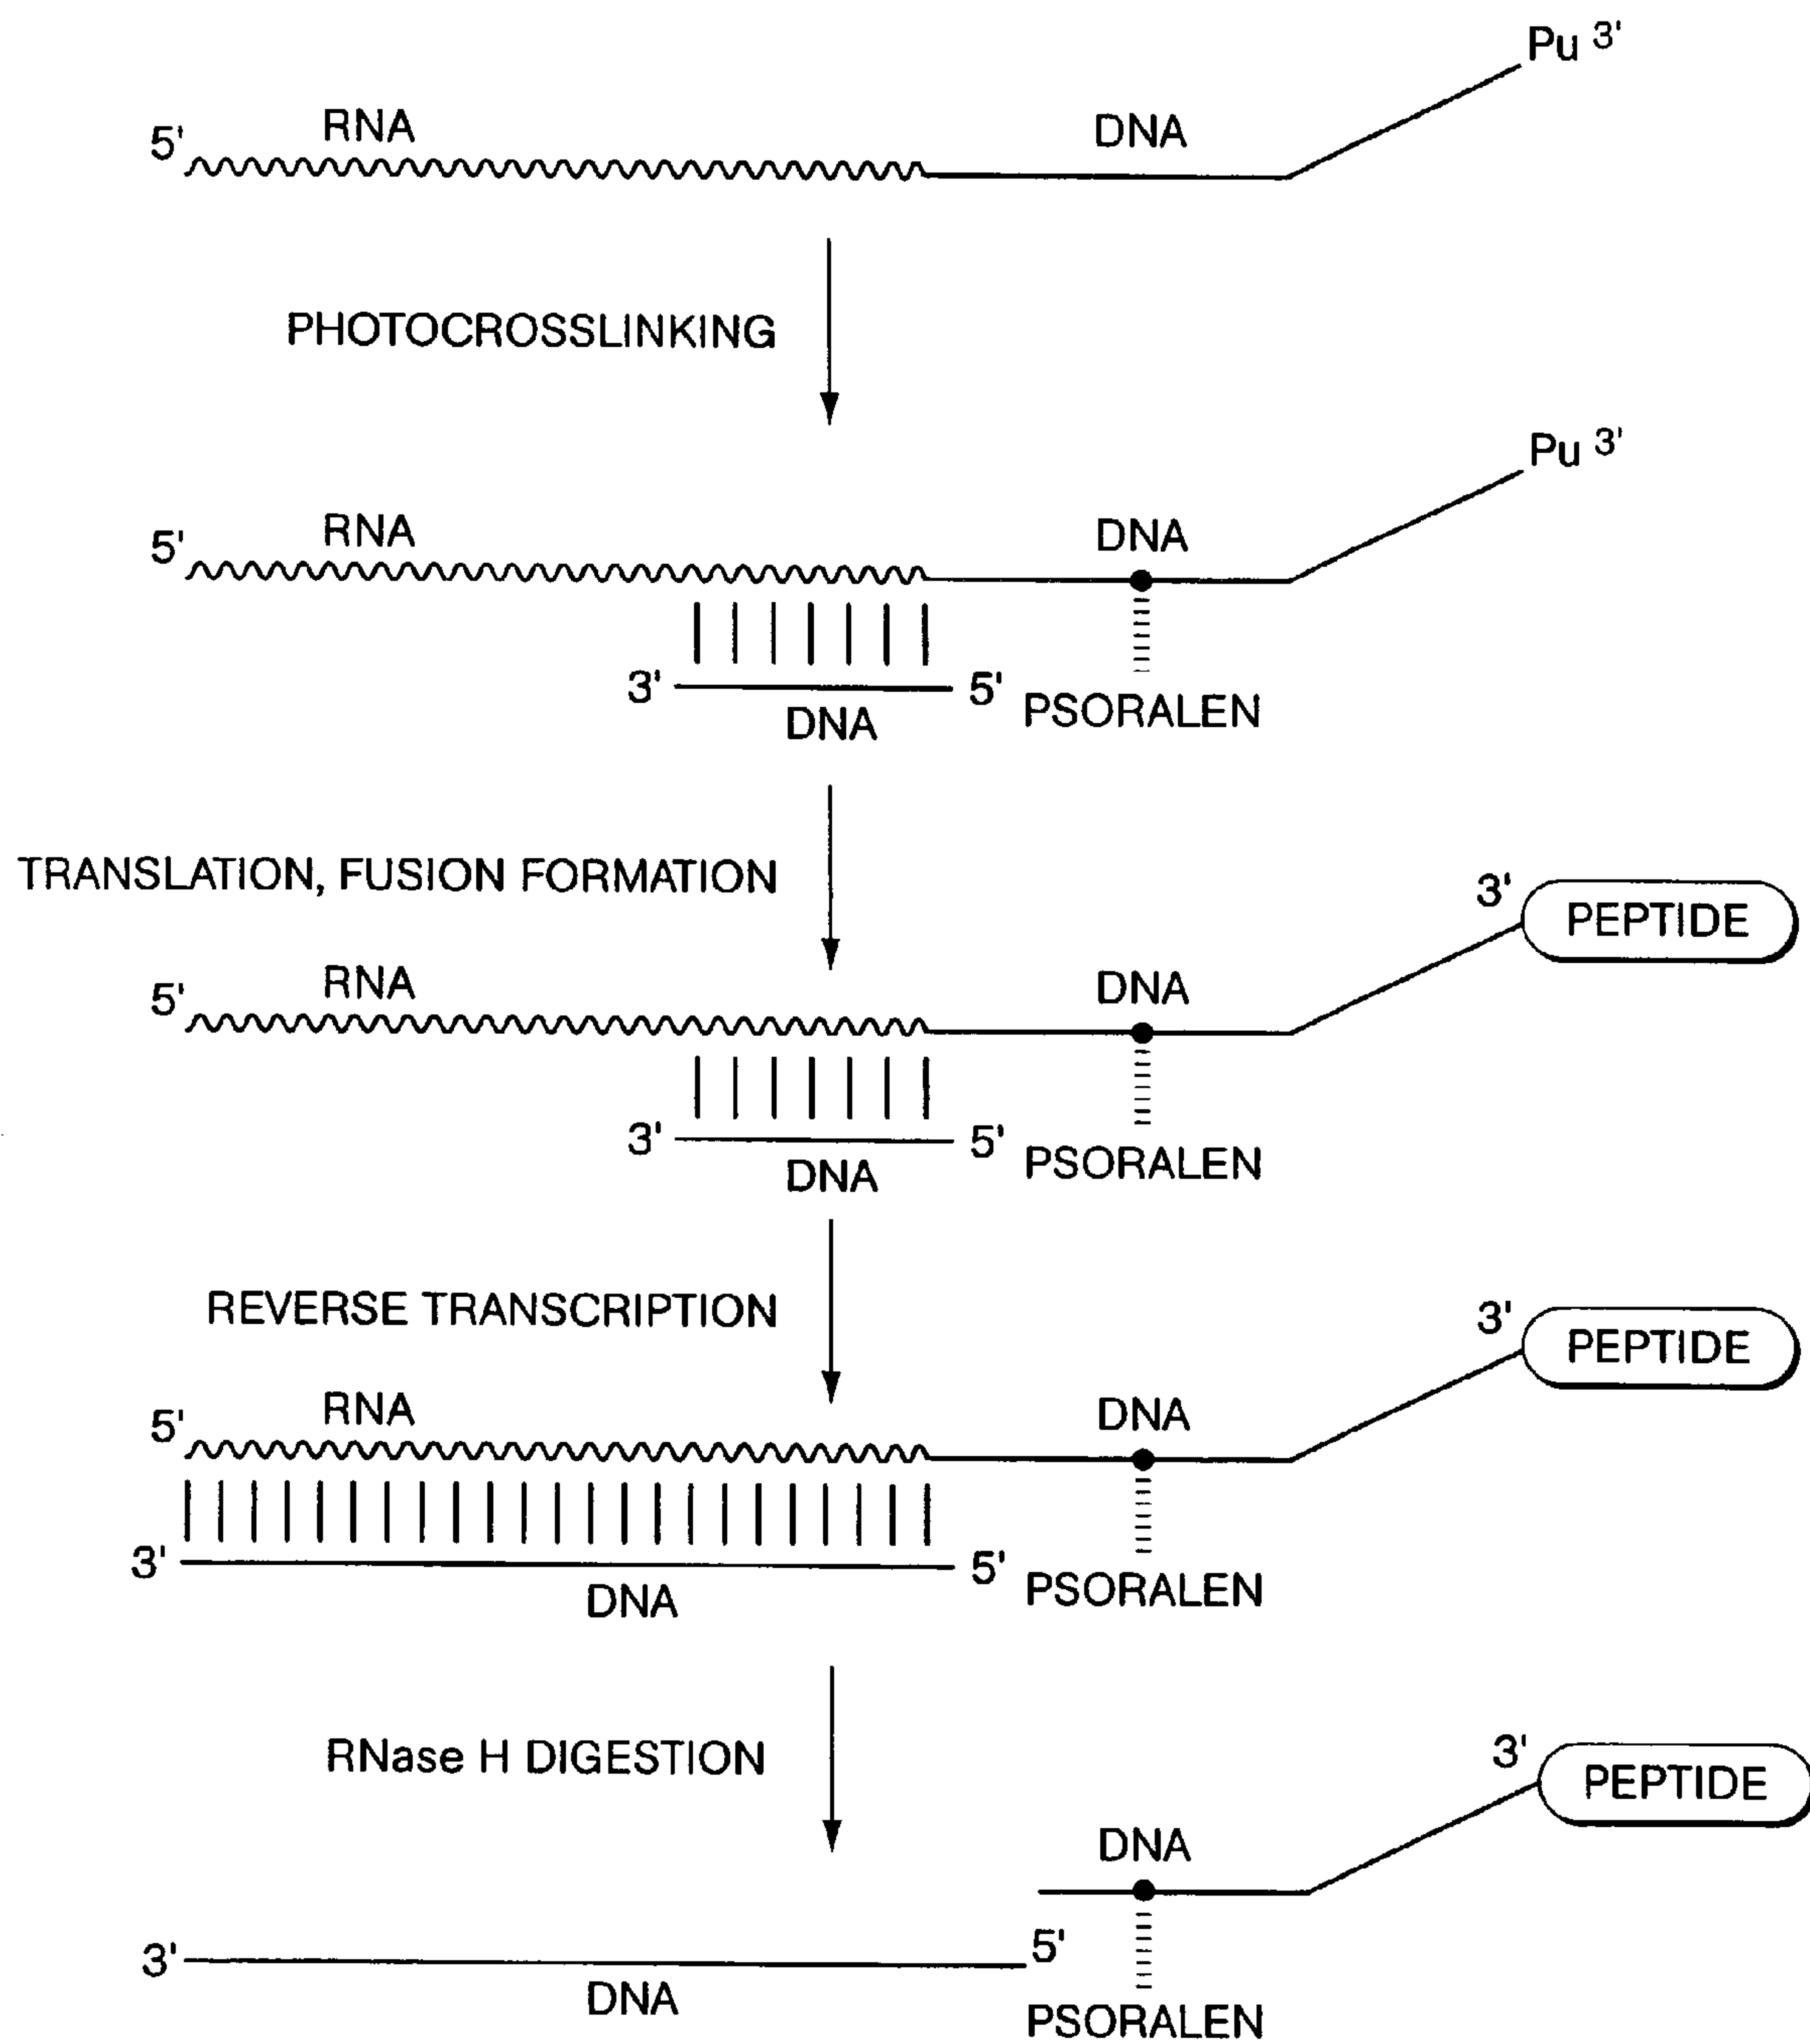 Pu 3'
5' RNA DNA
PHOTOCROSSLINKING
Pu 3'
5' RNA DNA
3' 5' PSORALEN
DNA
TRANSLATION, FUSION FORMATION
3' PEPTIDE
5' RNA DNA
3' 5' PSORALEN
DNA
REVERSE TRANSCRIPTION
3' PEPTIDE
5' RNA DNA
3' 5' PSORALEN
DNA
RNase H DIGESTION
3' PEPTIDE
DNA
3' 5'
DNA PSORALEN